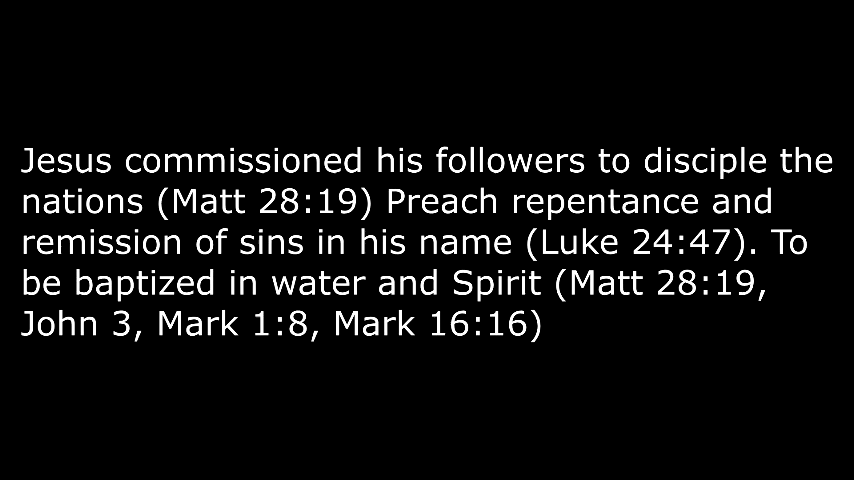 Jesus commissioned his followers to disciple the
nations (Matt 28:19) Preach repentance and
remission of sins in his name (Luke 24:47). To
be baptized in water and Spirit (Matt 28:19,
John 3, Mark 1:8, Mark 16:16)